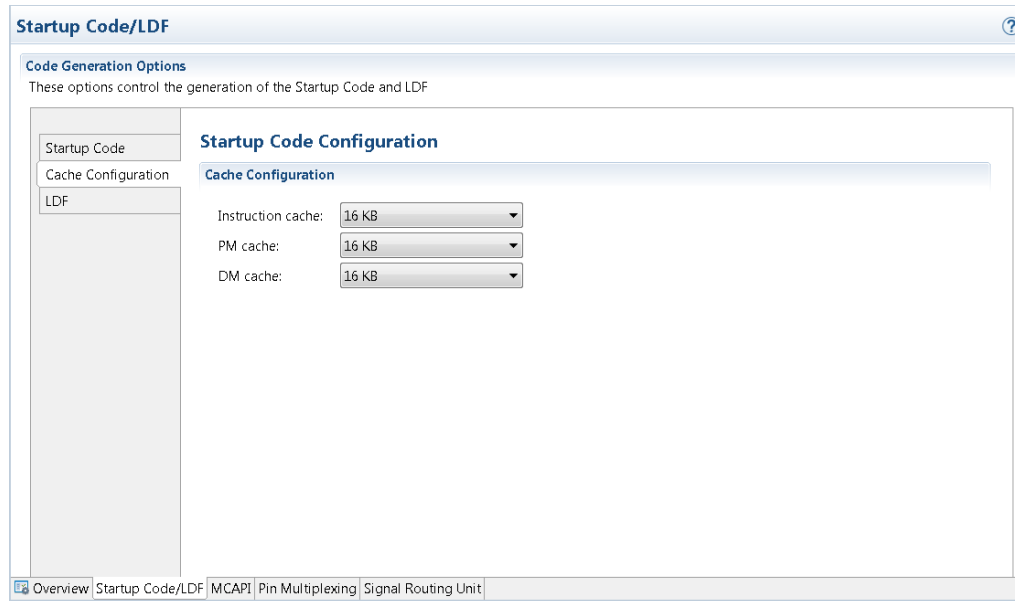 Startup Code/LDF
Code Generation Options
These options control the generation of the Startup Code and LDF
Startup Code
Cache Configuration
LDF
Startup Code Configuration
Cache Configuration
Instruction cache: 16 KB
PM cache: 16 KB
DM cache: 16 KB
Overview Startup Code/LDF MCAPI Pin Multiplexing Signal Routing Unit